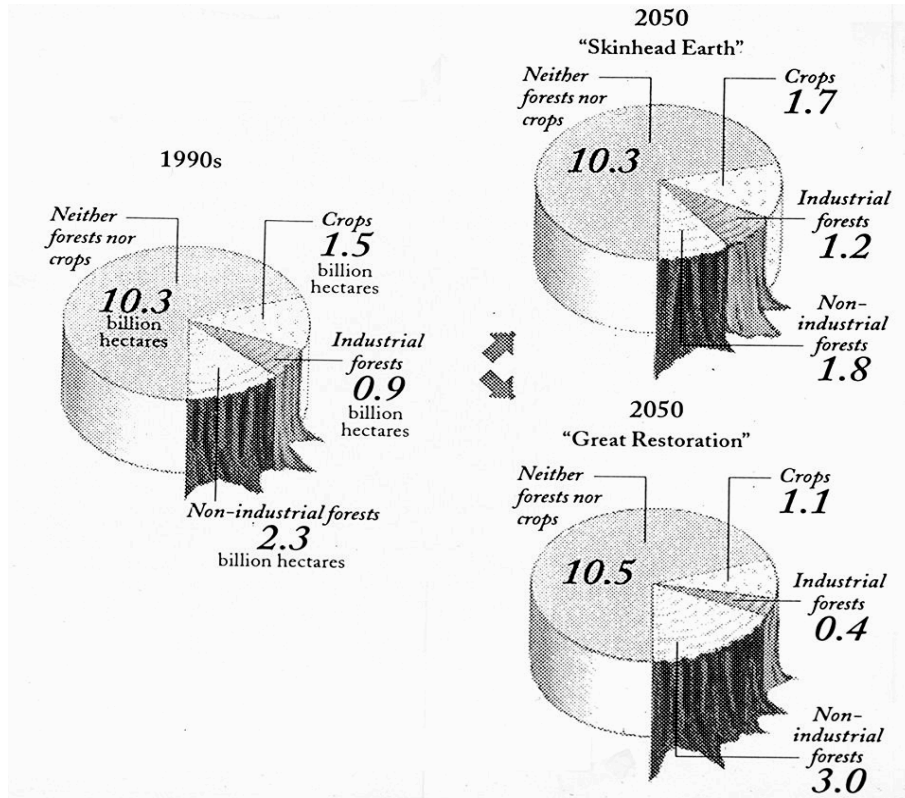 1990s
Neither
forests nor
crops
10.3
billion
hectares
Crops
1.5
billion
hectares
Industrial
forests
0.9
billion
hectares
Non-industrial forests
2.3
billion hectares
2050
“Skinhead Earth”
Neither
forests nor
crops
10.3
Crops
1.7
Industrial
forests
1.2
Non-
industrial
forests
1.8
2050
“Great Restoration”
Neither
forests nor
crops
10.5
Crops
1.1
Industrial
forests
0.4
Non-
industrial
forests
3.0